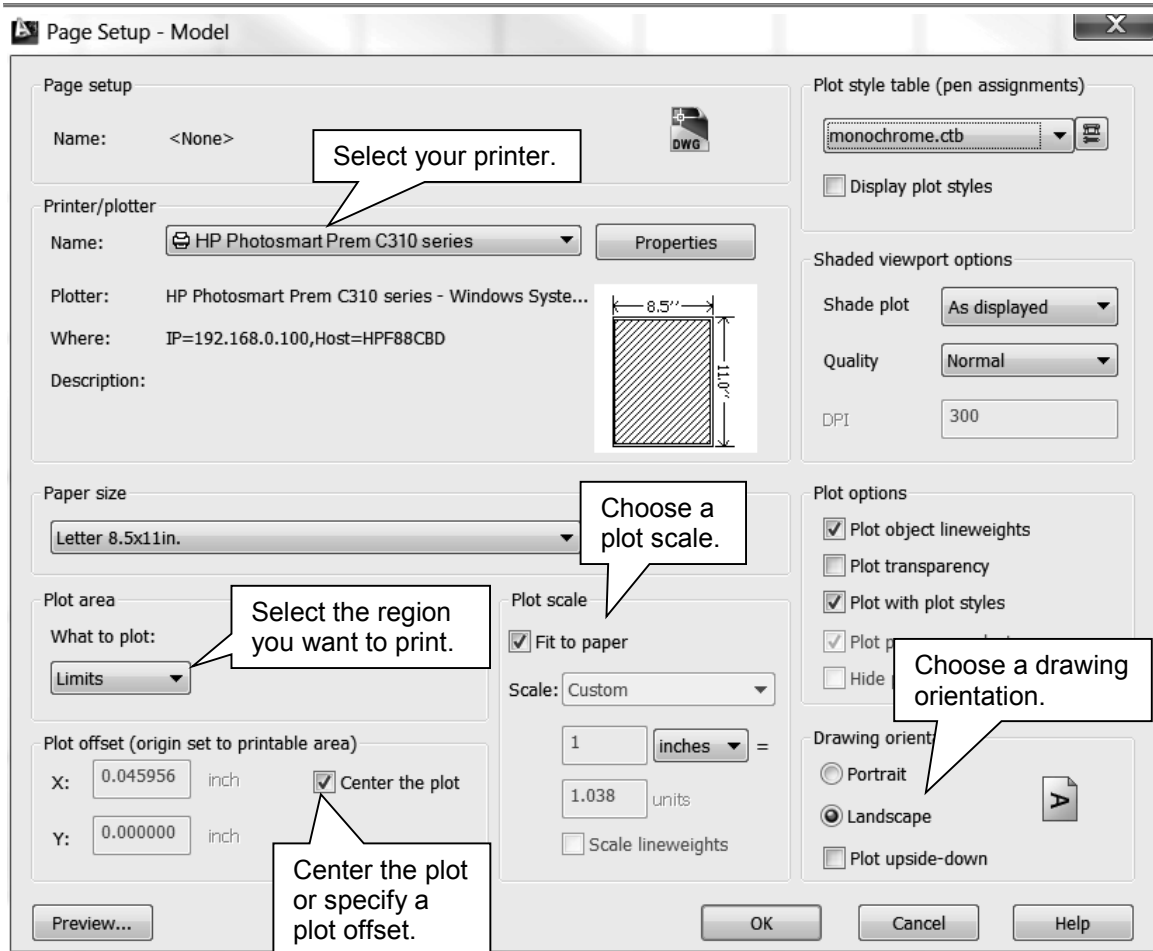 Page Setup - Model
X
Page setup
Name: <None>
DWG
Select your printer.
Printer/plotter
Name: HP Photosmart Prem C310 series
Properties
Plotter: HP Photosmart Prem C310 series - Windows Syste...
Where: IP=192.168.0.100,Host=HPF88CBD
Description:
8.5’’
11.0’’
Paper size
Letter 8.5x11in.
Choose a
plot scale.
Plot area
What to plot:
Limits
Select the region
you want to print.
Plot offset (origin set to printable area)
X: 0.045956 inch
Center the plot
Y: 0.000000 inch
Center the plot
or specify a
plot offset.
Plot scale
Fit to paper
Scale: Custom
1 inches =
1.038 units
Scale lineweights
Plot style table (pen assignments)
monochrome.ctb
Display plot styles
Shaded viewport options
Shade plot As displayed
Quality Normal
DPI 300
Plot options
Plot object lineweights
Plot transparency
Plot with plot styles
Plot
Hide
Choose a drawing
orientation.
Drawing
Portrait
Landscape
A
Plot upside-down
Preview...
OK
Cancel
Help